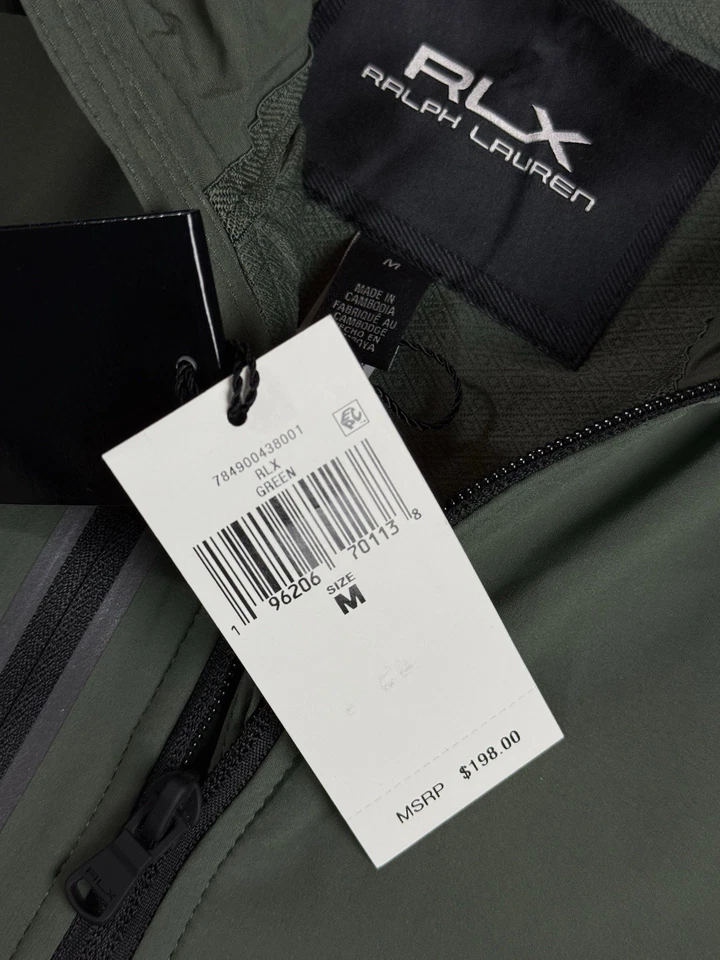 RLX
RALPH LAUREN
M
MADE IN
CAMBODIA
FABRIQUÉ AU
CAMBODGE
HECHO EN
784900438001
RLX
GREEN
1 96206 70113 8
SIZE
M
MSRP $198.00
RLX